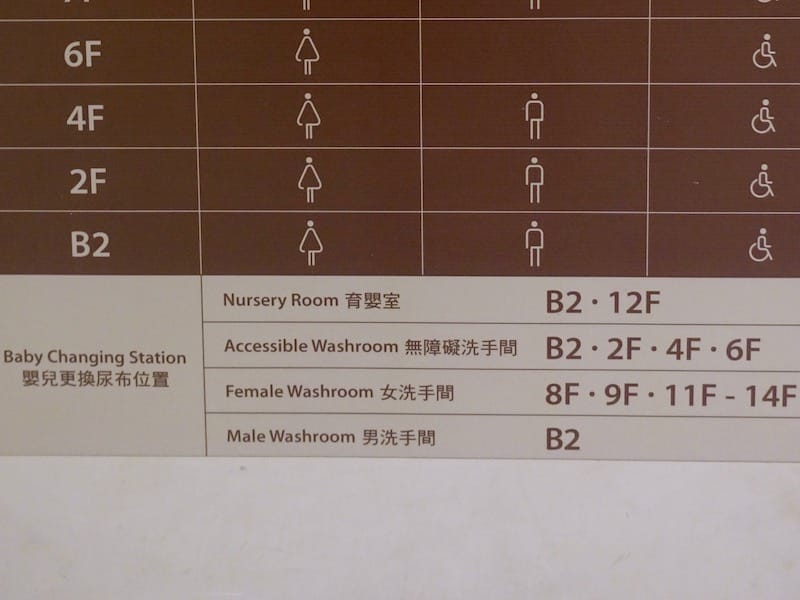 6F
4F
2F
B2
Baby Changing Station
嬰兒更換尿布位置
Nursery Room 育嬰室 B2 · 12F
Accessible Washroom 無障礙洗手間 B2 · 2F · 4F · 6F
Female Washroom 女洗手間 8F · 9F · 11F - 14F
Male Washroom 男洗手間 B2